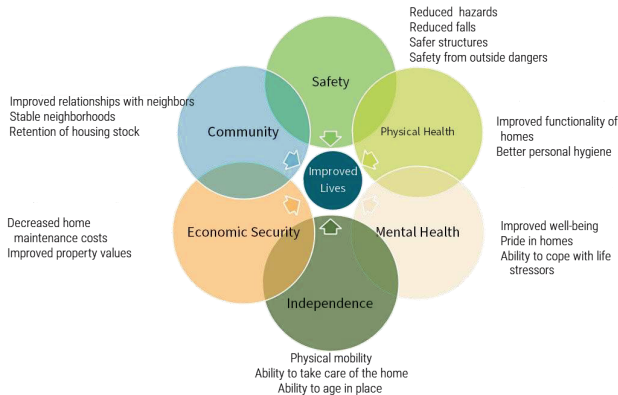 Reduced hazards
Reduced falls
Safer structures
Safety from outside dangers
Safety
Improved relationships with neighbors
Stable neighborhoods
Retention of housing stock
Community
Physical Health
Improved functionality of
homes
Better personal hygiene
Improved
Lives
Decreased home
maintenance costs
Improved property values
Economic Security
Mental Health
Improved well-being
Pride in homes
Ability to cope with life
stressors
Independence
Physical mobility
Ability to take care of the home
Ability to age in place